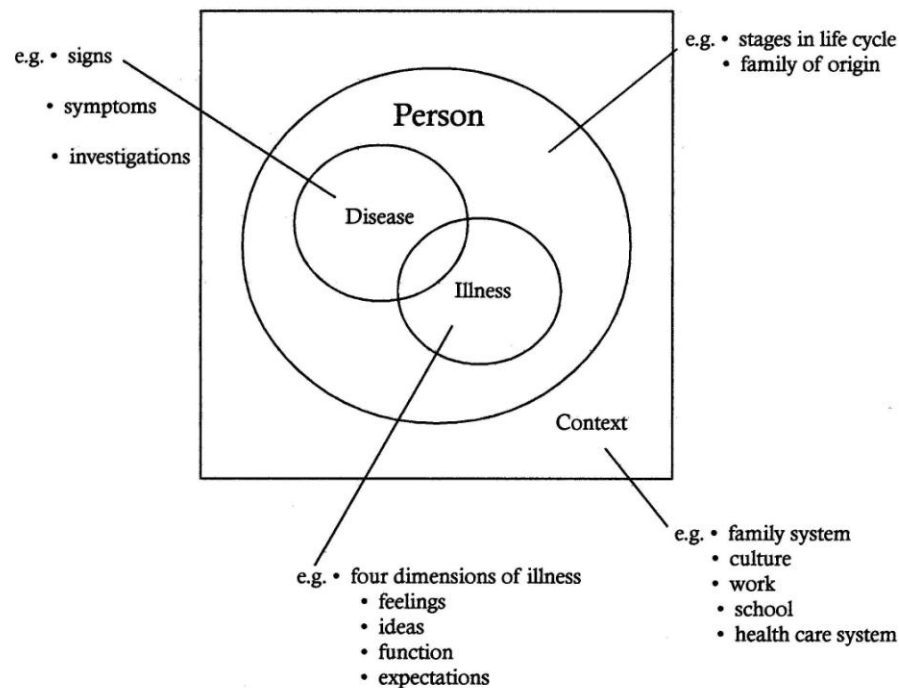 e.g. • signs
• symptoms
• investigations
e.g. • stages in life cycle
• family of origin
Person
Disease
Illness
Context
e.g. • four dimensions of illness
• feelings
• ideas
• function
• expectations
e.g. • family system
• culture
• work
• school
• health care system